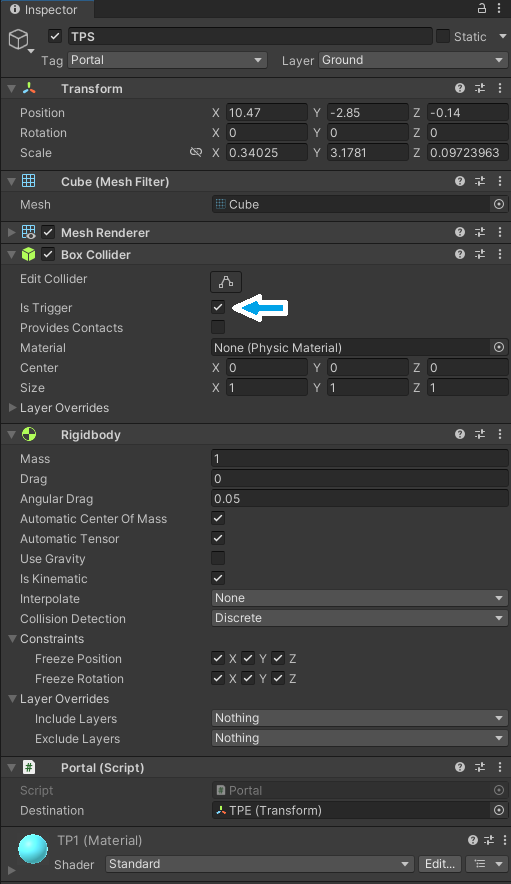 Inspector
TPS Static
Tag Portal Layer Ground
Transform
Position X 10.47 Y -2.85 Z -0.14
Rotation X 0 Y 0 Z 0
Scale X 0.34025 Y 3.1781 Z 0.09723963
Cube (Mesh Filter)
Mesh Cube
Mesh Renderer
Box Collider
Edit Collider
Is Trigger
Provides Contacts
Material None (Physic Material)
Center X 0 Y 0 Z 0
Size X 1 Y 1 Z 1
Layer Overrides
Rigidbody
Mass 1
Drag 0
Angular Drag 0.05
Automatic Center Of Mass
Automatic Tensor
Use Gravity
Is Kinematic
Interpolate None
Collision Detection Discrete
Constraints
Freeze Position X Y Z
Freeze Rotation X Y Z
Layer Overrides
Include Layers Nothing
Exclude Layers Nothing
# Portal (Script)
Script # Portal
Destination TPE (Transform)
TP1 (Material)
Shader Standard Edit...